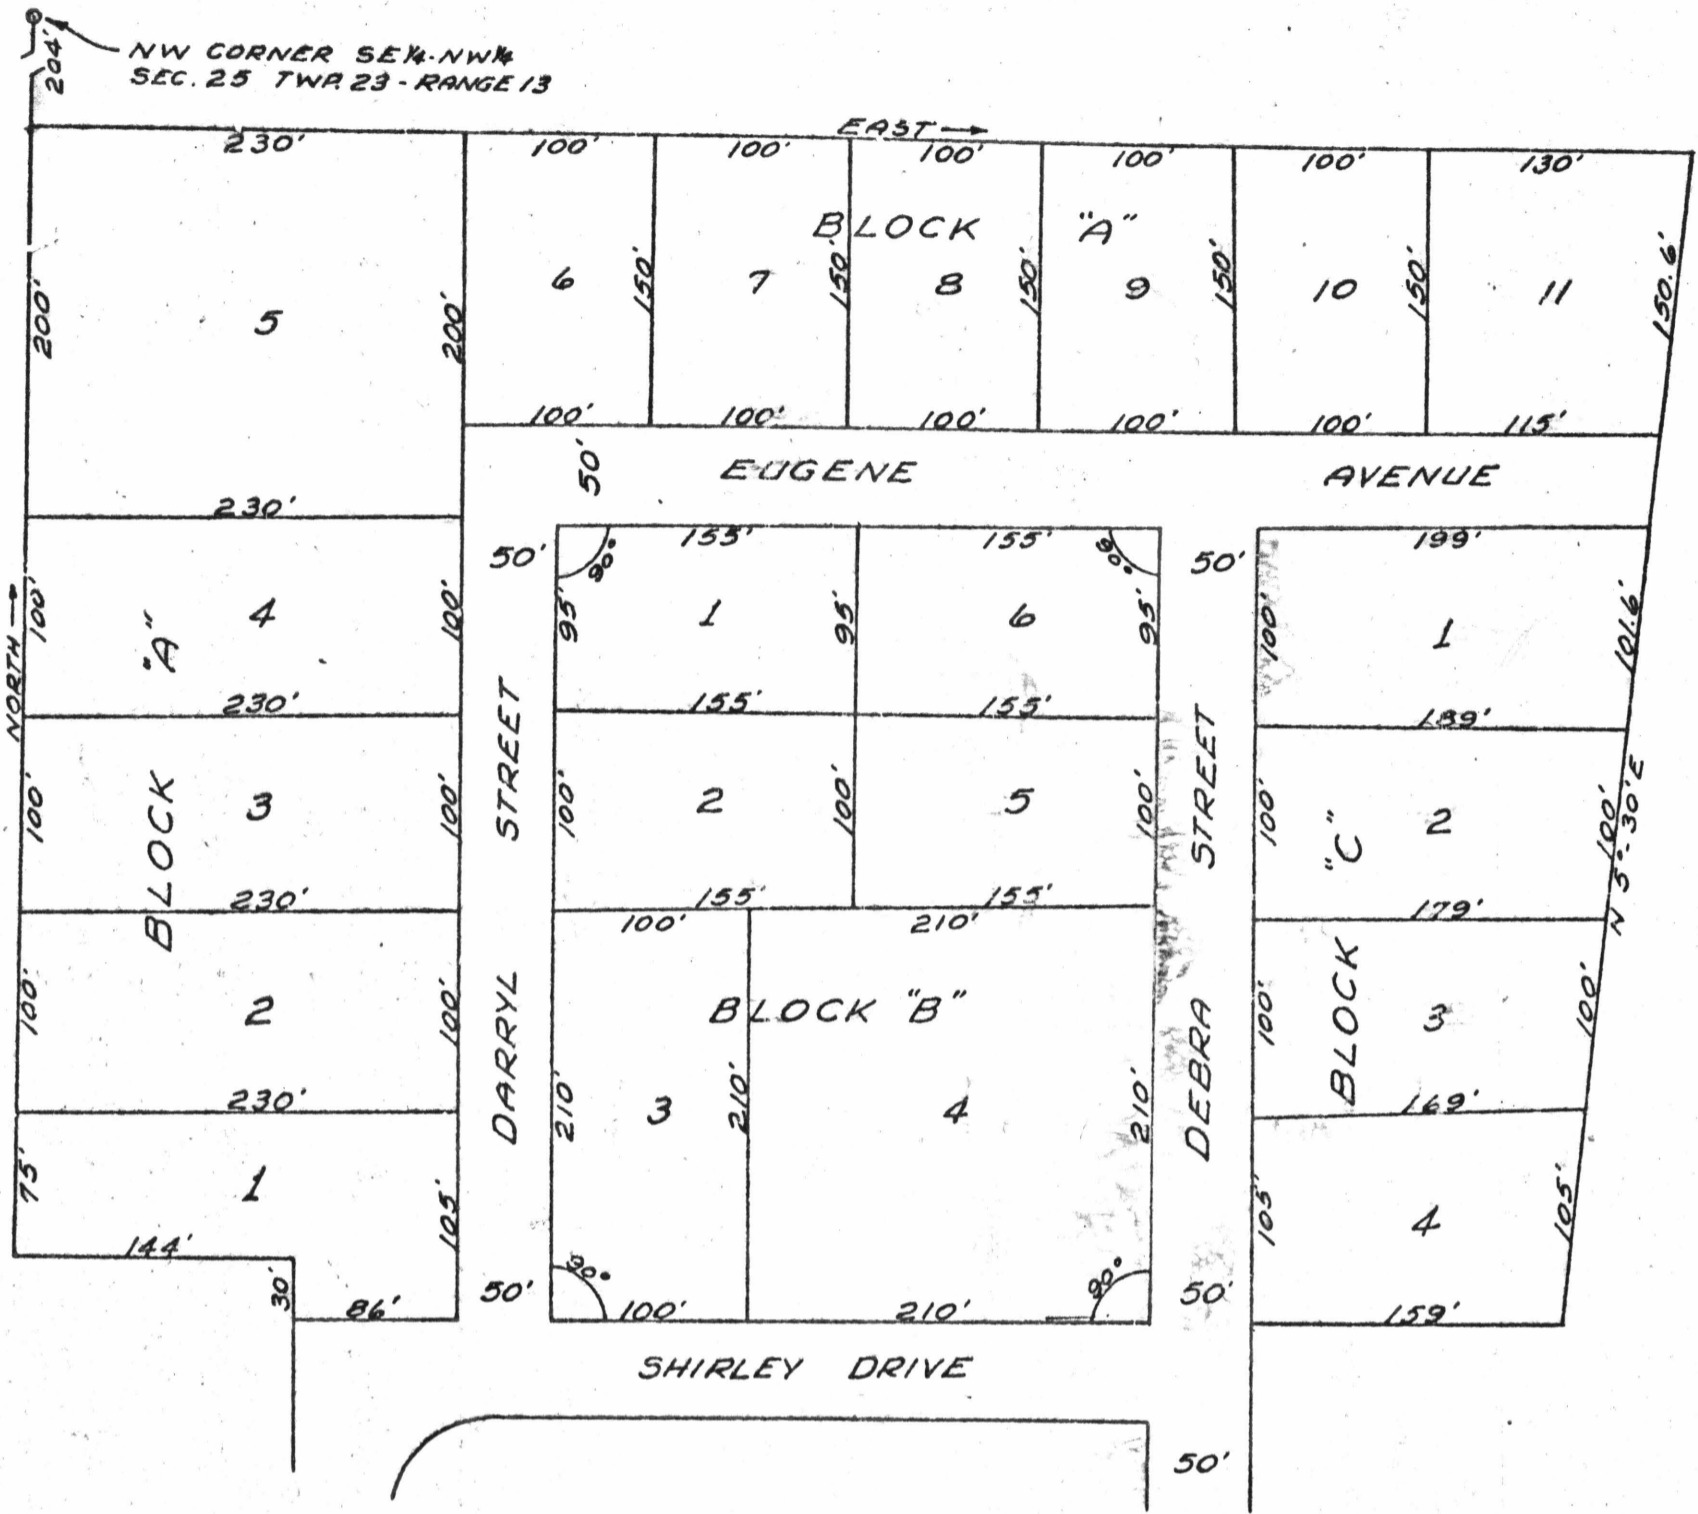 204'
NW CORNER SE¼-NW¼
SEC. 25 TWP. 23 - RANGE 13
EAST
230' 100' 100' 100' 100' 100' 130'
BLOCK "A"
200' 5 200' 6 150' 7 150' 8 150' 9 150' 10 150' 11 150.6'
100' 100' 100' 100' 100' 115'
50' EUGENE AVENUE
230'
50' 90° 155' 155' 90° 50' 199'
NORTH
100' 4 100' 95' 1 95' 6 95' 100' 1 101.6'
230' 155' 155' 189'
BLOCK "A"
DARRYL STREET
DEBRA STREET
BLOCK "C"
N 5°-30' E
100' 3 100' 100' 2 100' 5 100' 100' 2 100'
230' 155' 155' 179'
100' 210'
BLOCK "B"
100' 2 100' 100' 3 100'
230' 169'
210' 3 210' 4 210'
75' 1 105' 105' 4 105'
144'
30' 86' 50' 90° 100' 210' 90° 50' 159'
SHIRLEY DRIVE
50'